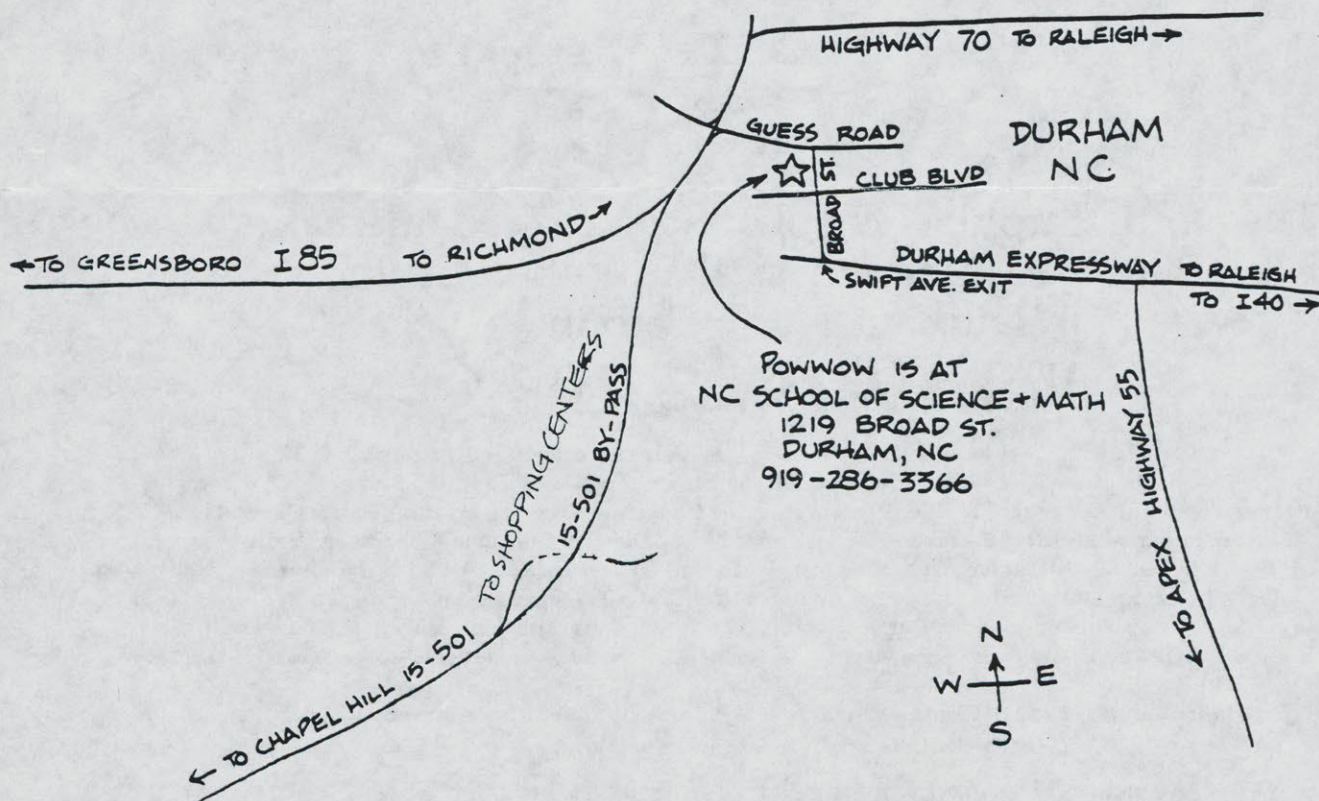 HIGHWAY 70 TO RALEIGH→
GUESS ROAD
DURHAM
NC
ST.
BROAD
CLUB BLVD
←TO GREENSBORO I 85 TO RICHMOND→
DURHAM EXPRESSWAY TO RALEIGH
TO I40→
SWIFT AVE. EXIT
TO SHOPPING CENTERS
15-501 BY-PASS
POWWOW IS AT
NC SCHOOL OF SCIENCE + MATH
1219 BROAD ST.
DURHAM, NC
919-286-3366
HIGHWAY 55
←TO APEX
←TO CHAPEL HILL 15-501
N
W E
S